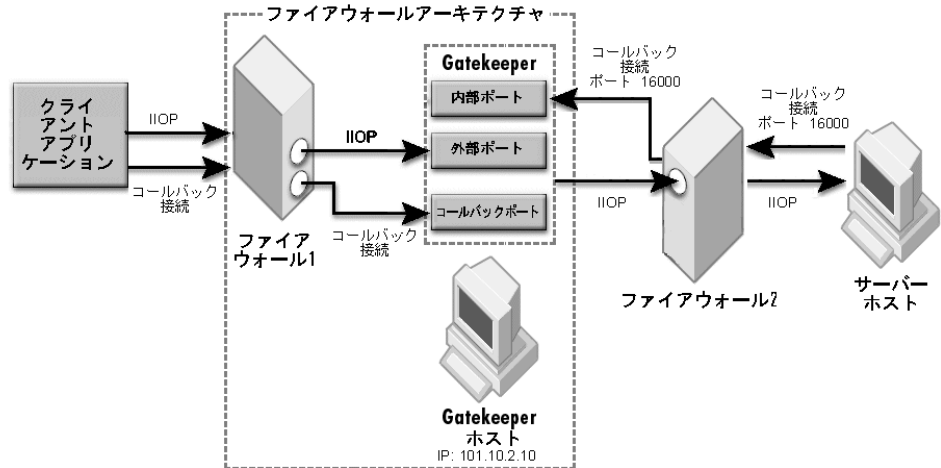 ファイアウォールアーキテクチャ
クライ
アント
アプリ
ケーション
IIOP
コールバック
接続
ファイア
ウォール1
IIOP
コールバック
接続
Gatekeeper
内部ポート
外部ポート
コールバックポート
コールバック
接続
ポート 16000
IIOP
ファイアウォール2
コールバック
接続
ポート 16000
IIOP
サーバー
ホスト
Gatekeeper
ホスト
IP: 101.10.2.10